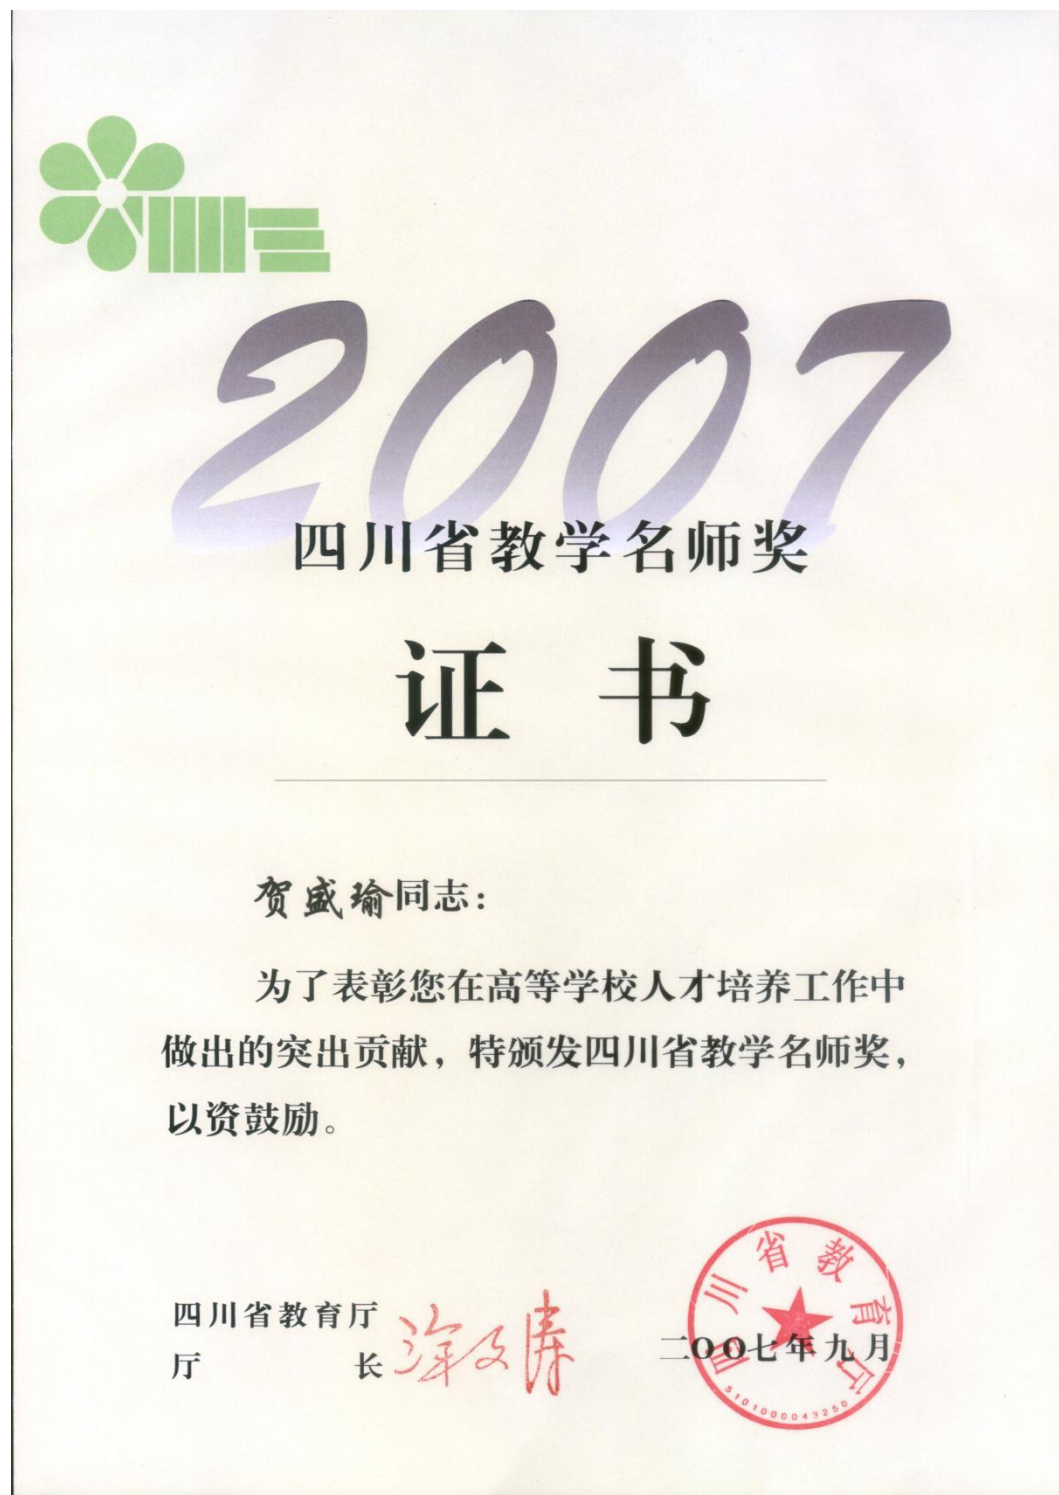 2007
四川省教学名师奖
证书
贺盛瑜同志：
为了表彰您在高等学校人才培养工作中
做出的突出贡献，特颁发四川省教学名师奖，
以资鼓励。
四川省教育厅
厅长 涂文涛
四川省教育厅
二〇〇七年九月
5101000043250